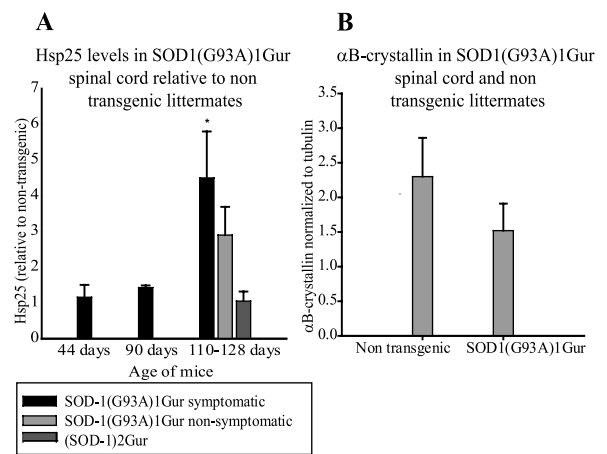 A
Hsp25 levels in SOD1(G93A)1Gur
spinal cord relative to non
transgenic littermates
Hsp25 (relative to non-transgenic)
7
6
5
4
3
2
1
0
*
44 days
90 days
110-128 days
Age of mice
SOD-1(G93A)1Gur symptomatic
SOD-1(G93A)1Gur non-symptomatic
(SOD-1)2Gur
B
αB-crystallin in SOD1(G93A)1Gur
spinal cord and non
transgenic littermates
αB-crystallin normalized to tubulin
3.5
3.0
2.5
2.0
1.5
1.0
0.5
0.0
Non transgenic
SOD1(G93A)1Gur